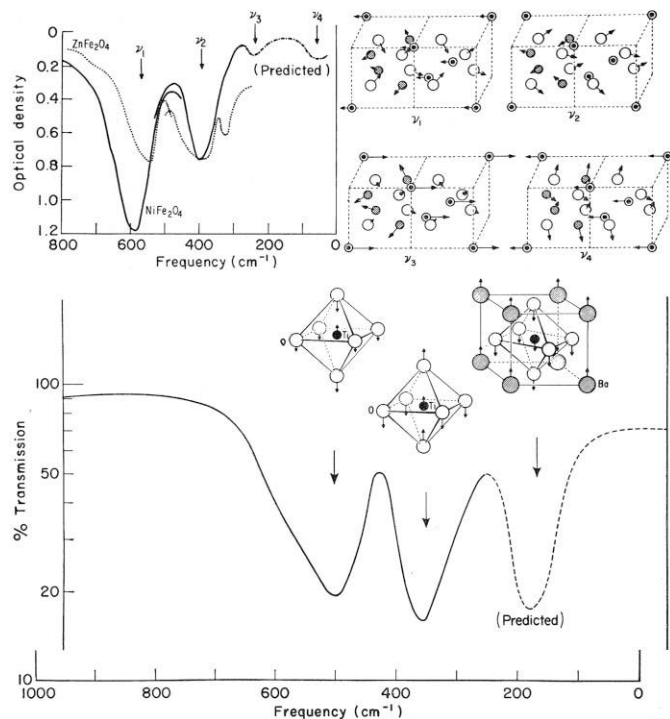 ZnFe2O4
ν1
ν2
ν3
ν4
(Predicted)
NiFe2O4
0
0.2
0.4
0.6
0.8
1.0
1.2
Optical density
800
600
400
200
0
Frequency (cm⁻¹)
ν1
ν2
ν3
ν4
Ti
O
Ti
O
Ba
100
50
20
10
% Transmission
(Predicted)
1000
800
600
400
200
0
Frequency (cm⁻¹)